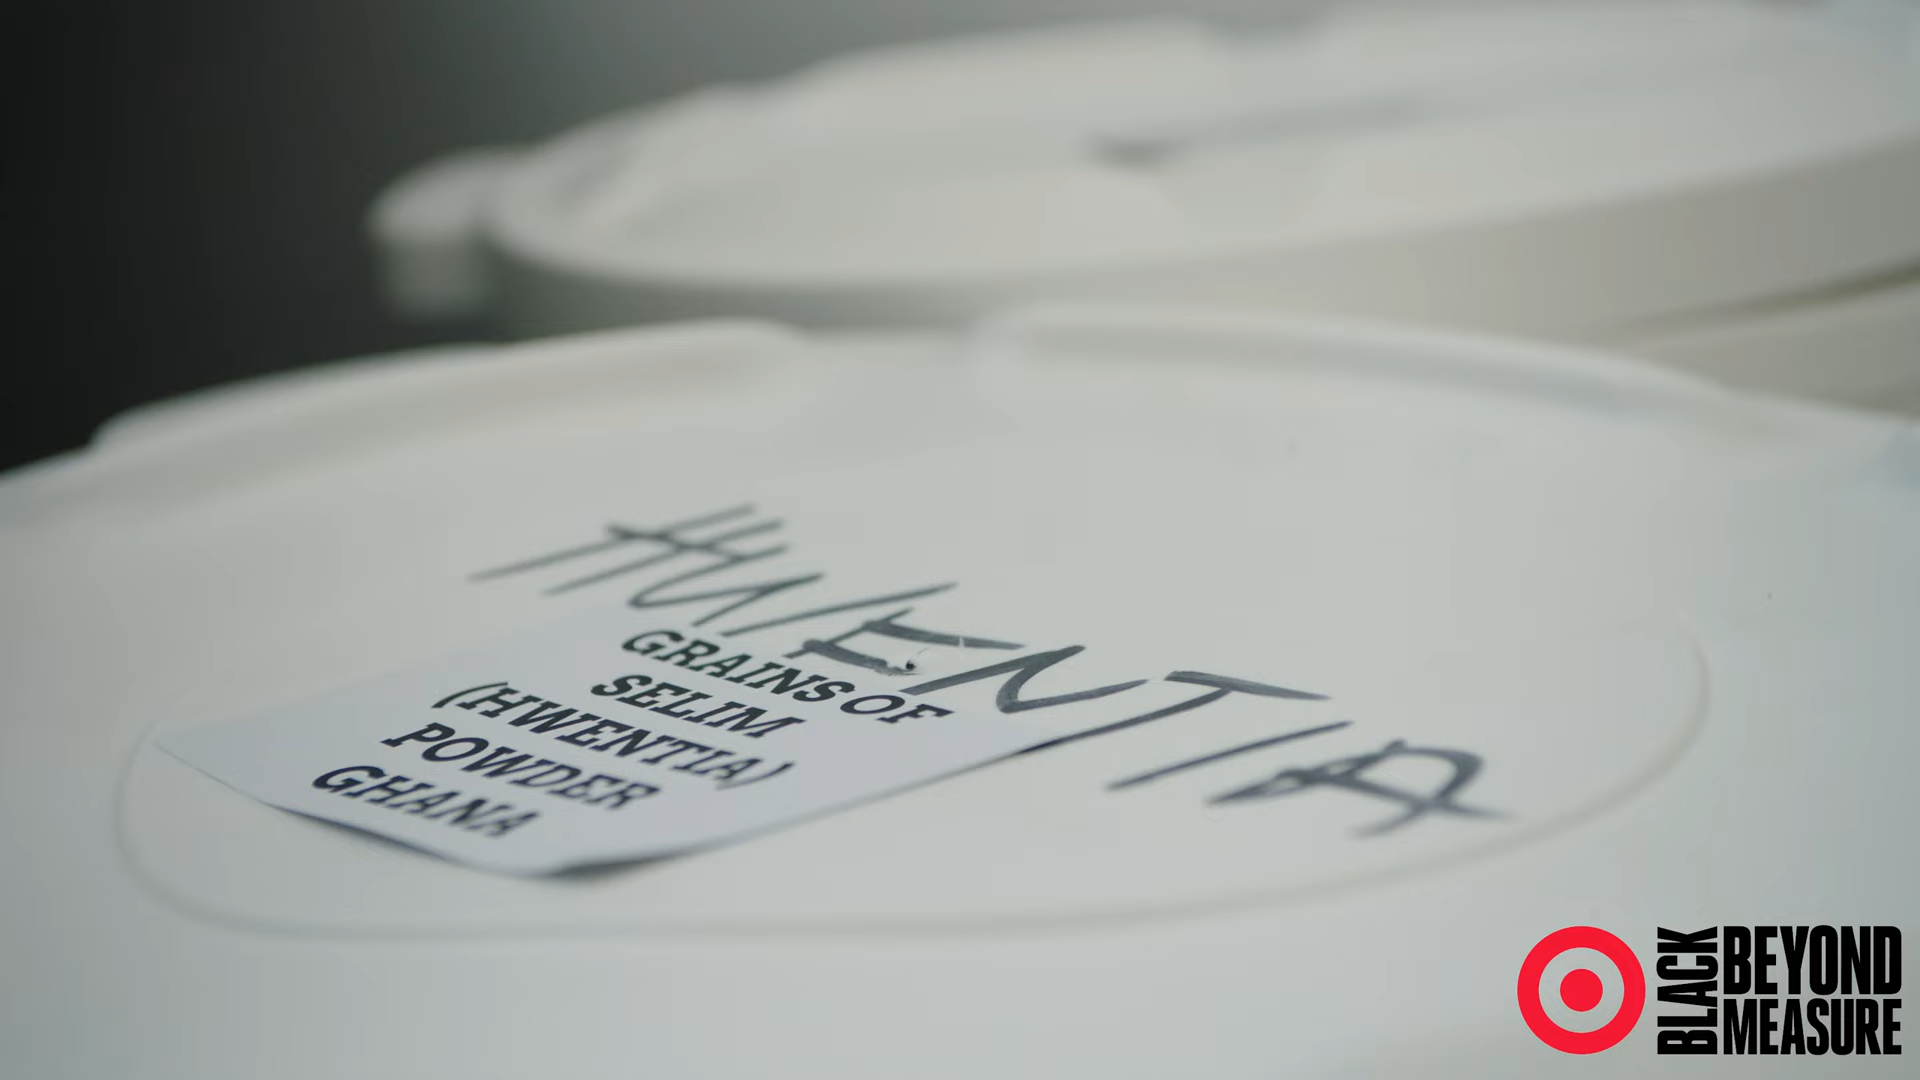 HWENTIA
GRAINS OF
SELIM
(HWENTIA)
POWDER
GHANA
BLACK
BEYOND
MEASURE